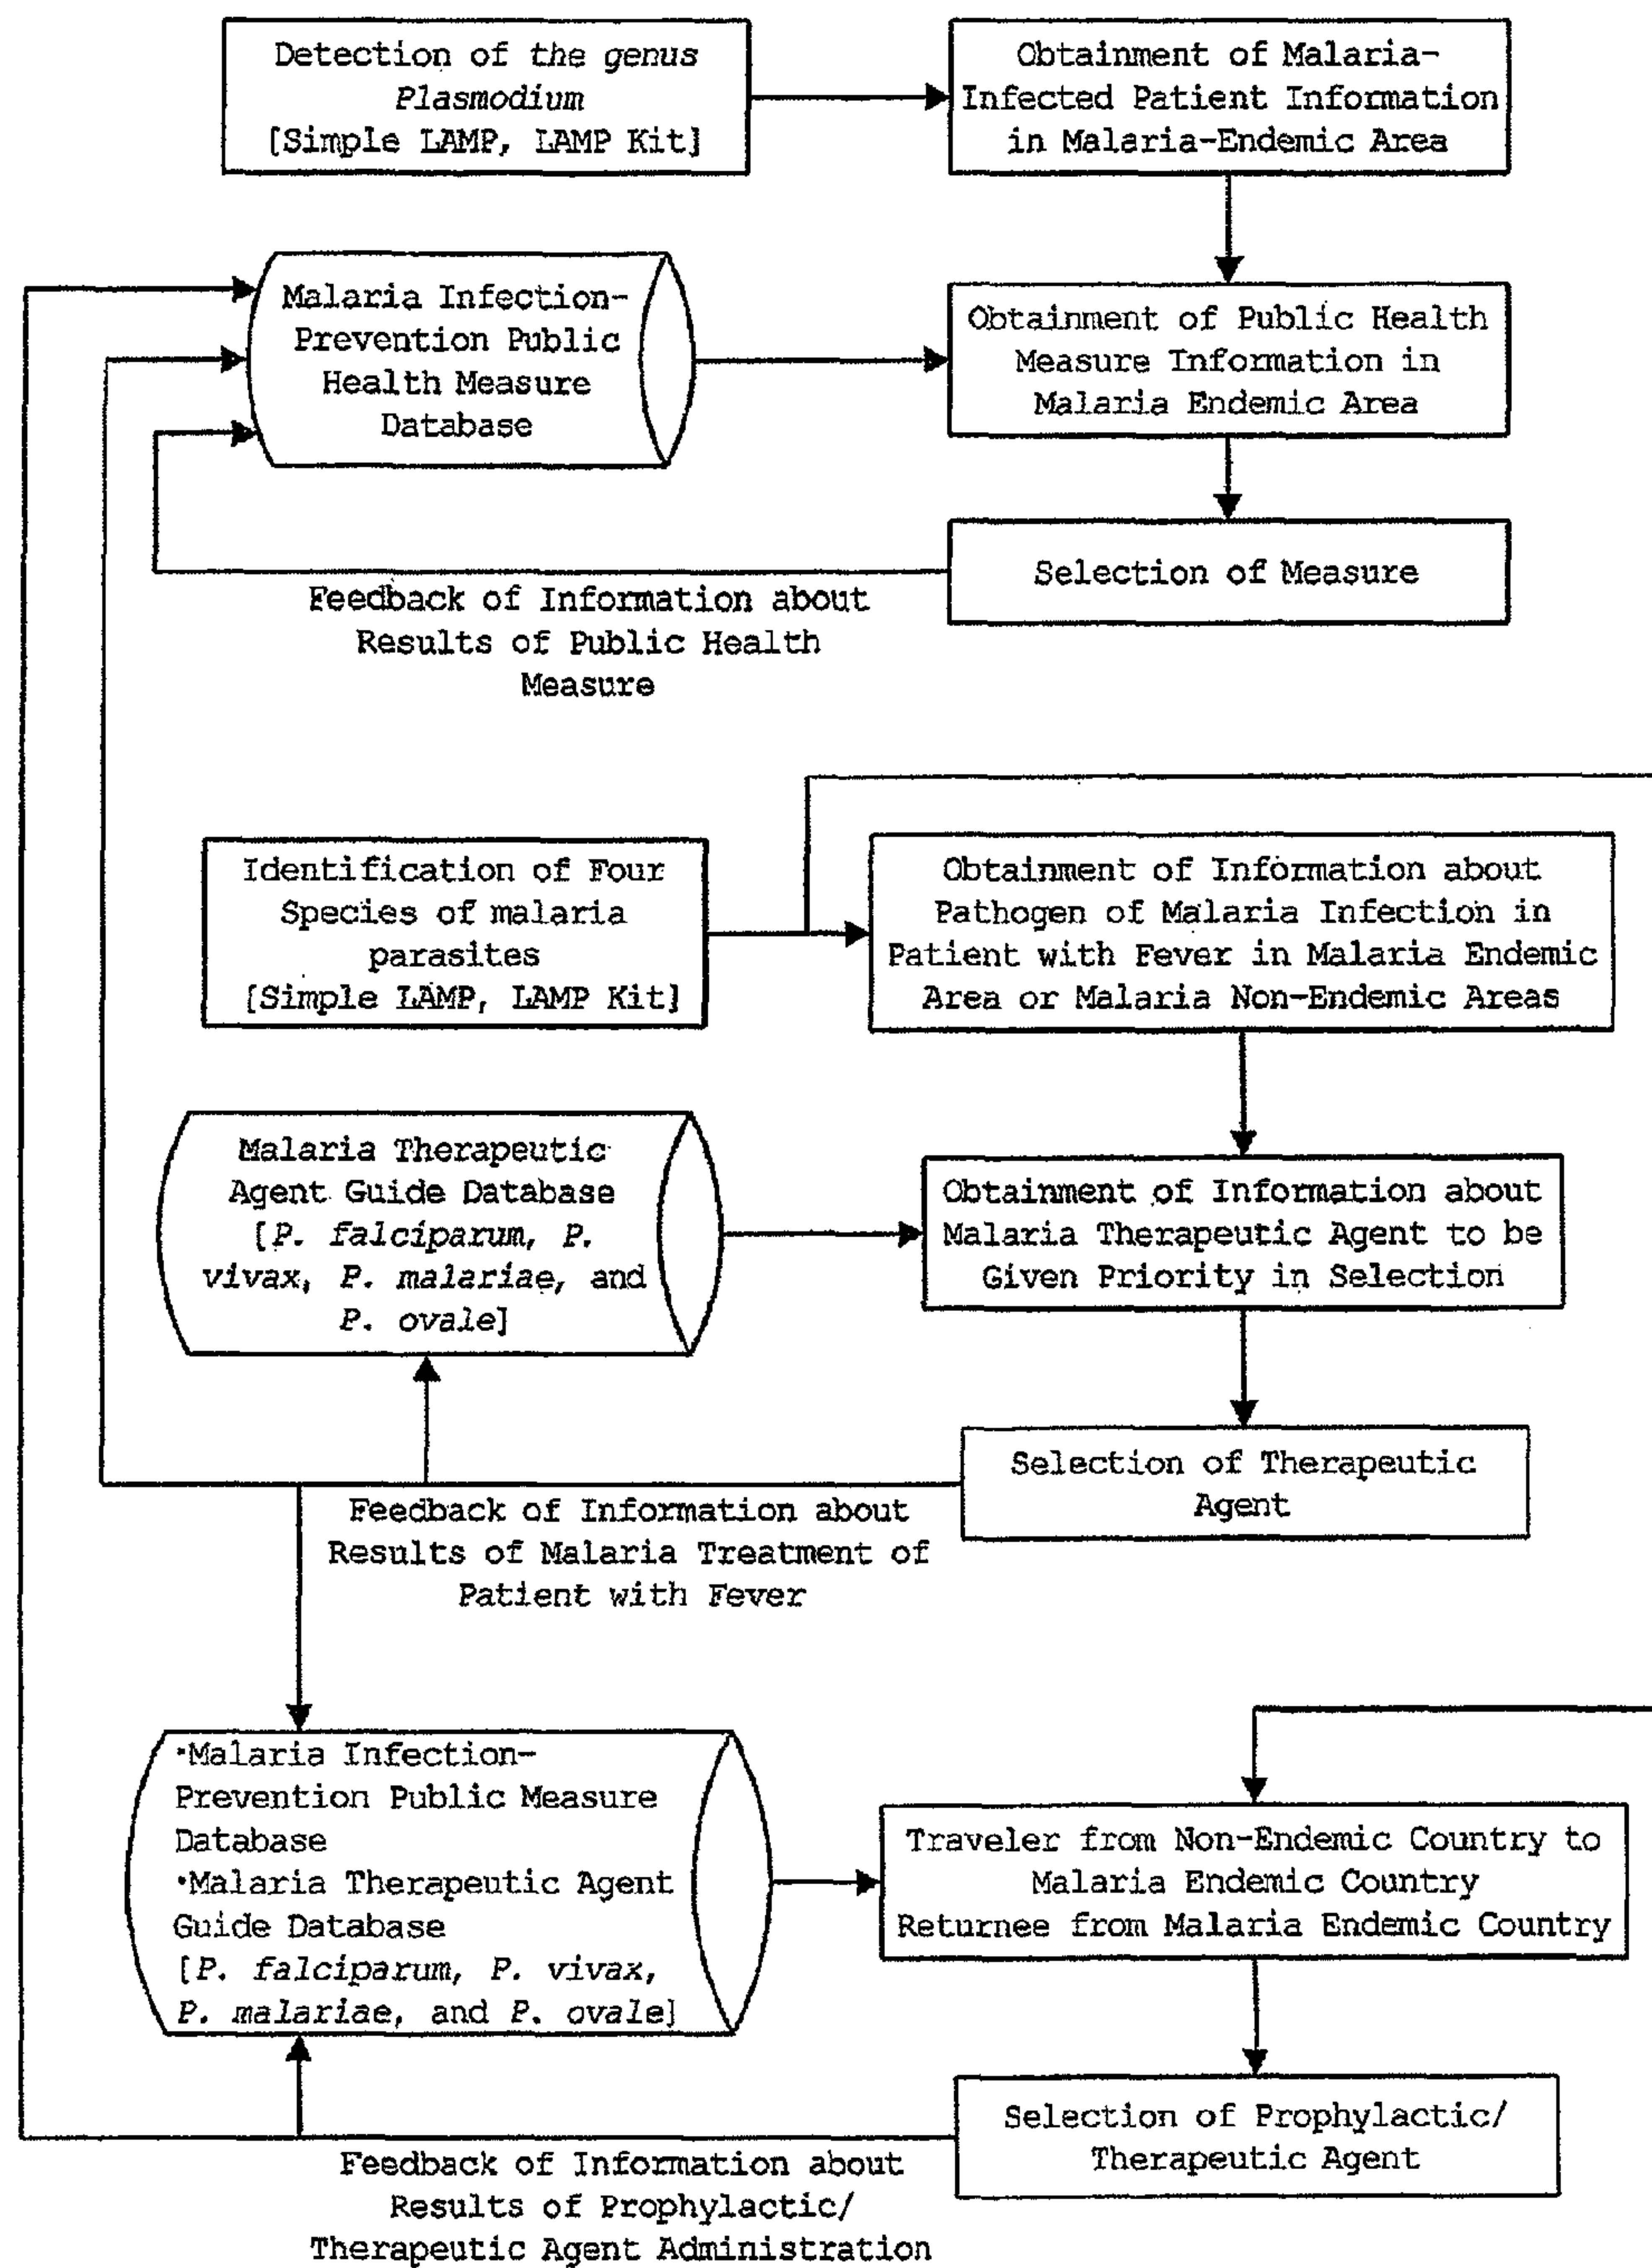 Detection of the genus
Plasmodium
[Simple LAMP, LAMP Kit]
Obtainment of Malaria-
Infected Patient Information
in Malaria-Endemic Area
Malaria Infection-
Prevention Public
Health Measure
Database
Obtainment of Public Health
Measure Information in
Malaria Endemic Area
Selection of Measure
Feedback of Information about
Results of Public Health
Measure
Identification of Four
Species of malaria
parasites
[Simple LAMP, LAMP Kit]
Obtainment of Information about
Pathogen of Malaria Infection in
Patient with Fever in Malaria Endemic
Area or Malaria Non-Endemic Areas
Malaria Therapeutic
Agent Guide Database
[P. falciparum, P.
vivax, P. malariae, and
P. ovale]
Obtainment of Information about
Malaria Therapeutic Agent to be
Given Priority in Selection
Selection of Therapeutic
Agent
Feedback of Information about
Results of Malaria Treatment of
Patient with Fever
·Malaria Infection-
Prevention Public Measure
Database
·Malaria Therapeutic Agent
Guide Database
[P. falciparum, P. vivax,
P. malariae, and P. ovale]
Traveler from Non-Endemic Country to
Malaria Endemic Country
Returnee from Malaria Endemic Country
Selection of Prophylactic/
Therapeutic Agent
Feedback of Information about
Results of Prophylactic/
Therapeutic Agent Administration